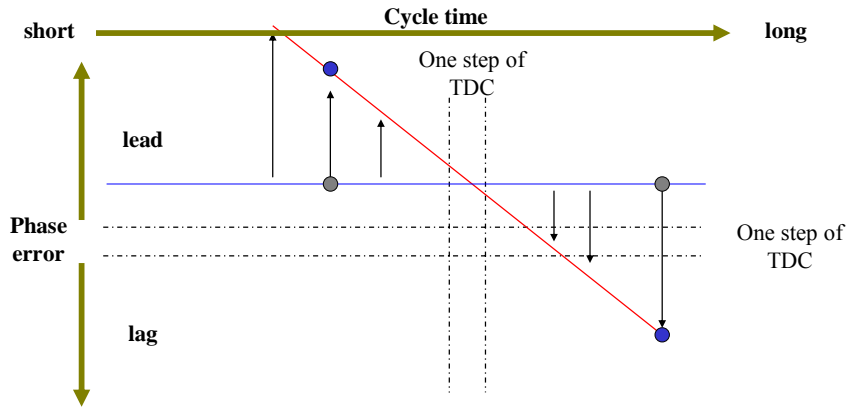 Cycle time
short
long
One step of
TDC
lead
Phase
error
One step of
TDC
lag